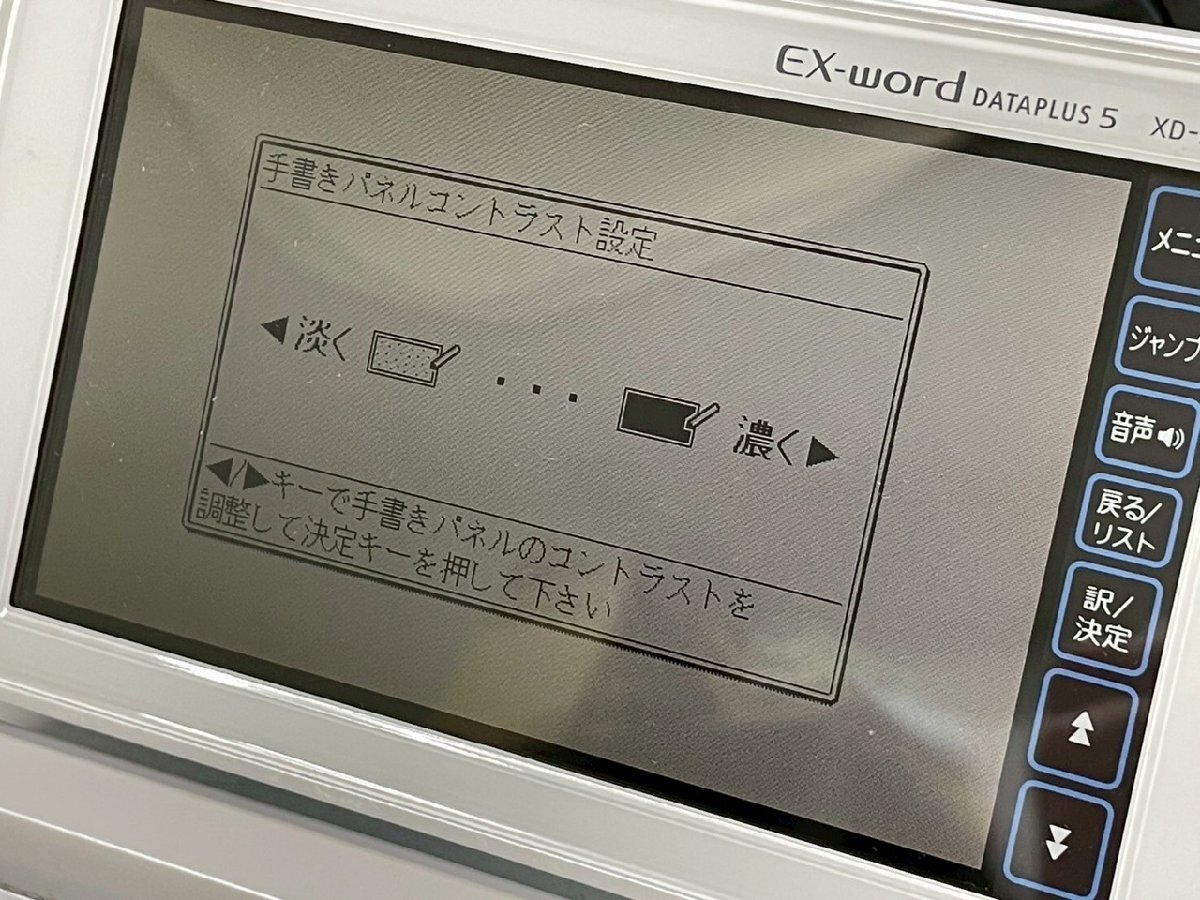 EX-word DATAPLUS 5 XD-
手書きパネルコントラスト設定
◀淡く ・・・ 濃く▶
◀/▶キーで手書きパネルのコントラストを
調整して決定キーを押して下さい
メニュ
ジャンプ
音声
戻る/
リスト
訳/
決定